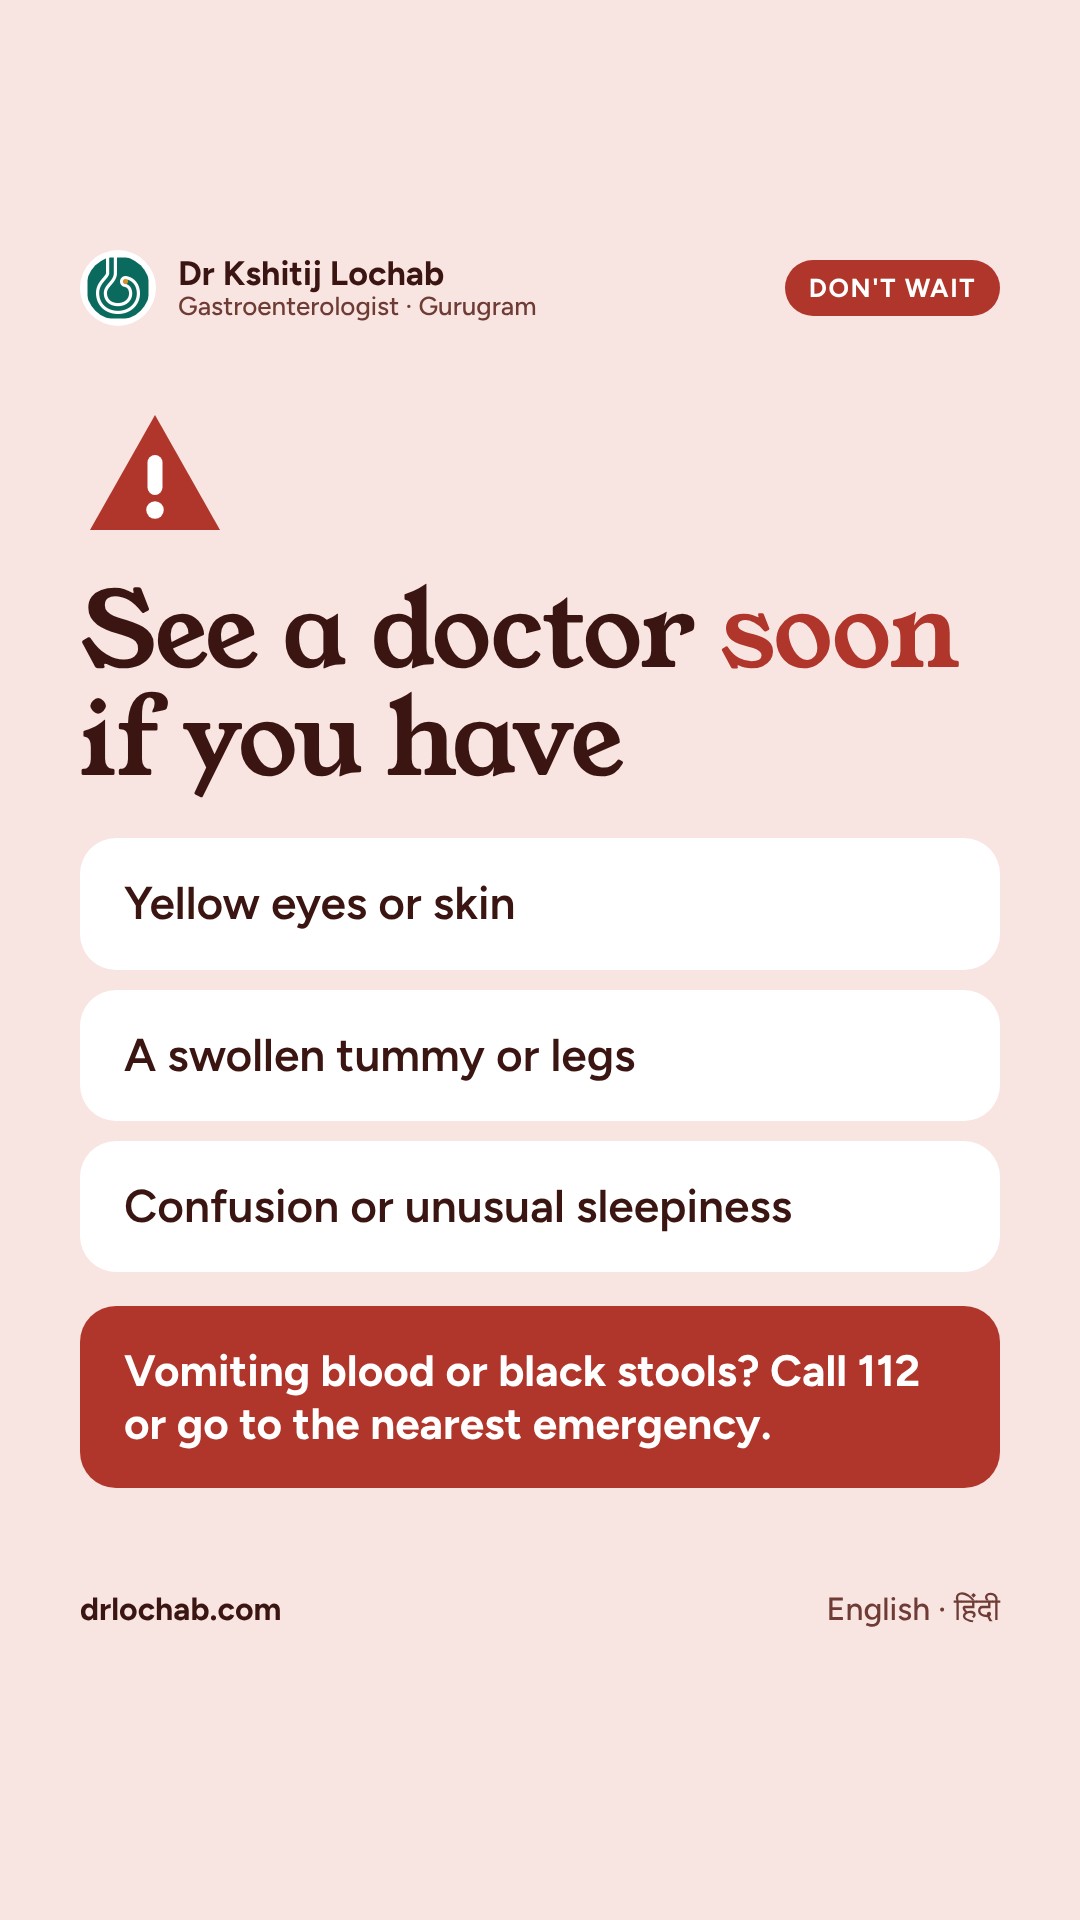 Dr Kshitij Lochab
Gastroenterologist · Gurugram
DON'T WAIT
See a doctor soon
if you have
Yellow eyes or skin
A swollen tummy or legs
Confusion or unusual sleepiness
Vomiting blood or black stools? Call 112
or go to the nearest emergency.
drlochab.com
English · हिंदी